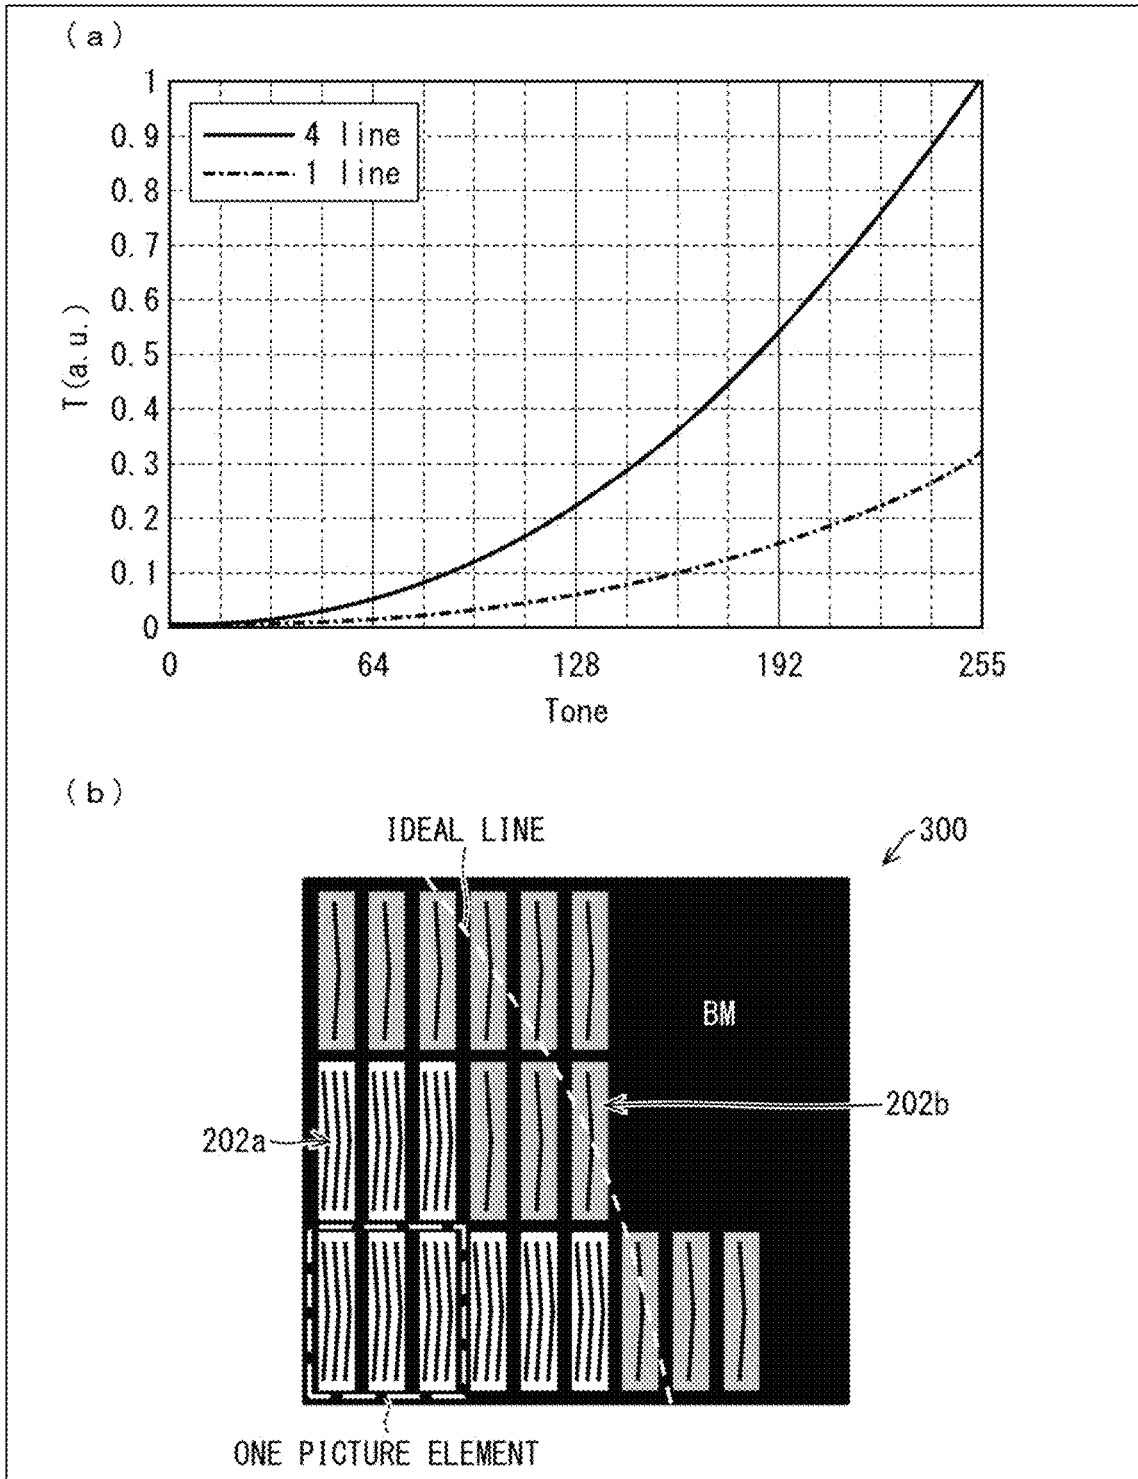 (a)
1
0.9
0.8
0.7
0.6
0.5
0.4
0.3
0.2
0.1
0
T(a.u.)
4 line
1 line
0 64 128 192 255
Tone
(b)
IDEAL LINE
300
BM
202b
202a
ONE PICTURE ELEMENT